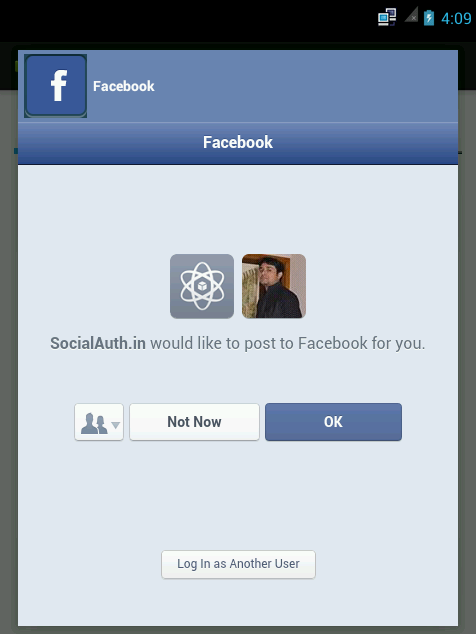 4:09
f
Facebook
Facebook
SocialAuth.in would like to post to Facebook for you.
Not Now
OK
Log In as Another User